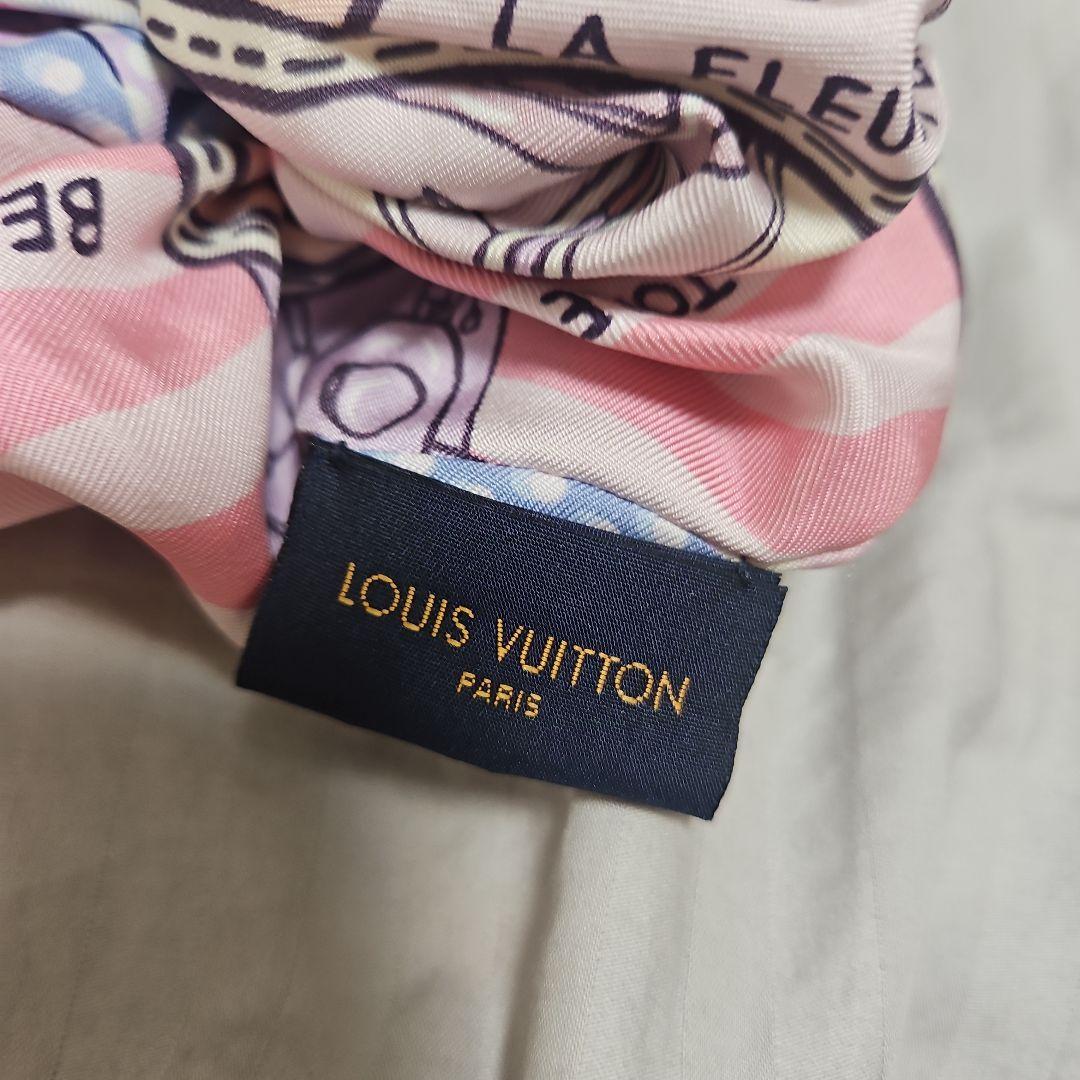 LA FLEU
BE
LOUIS VUITTON
PARIS